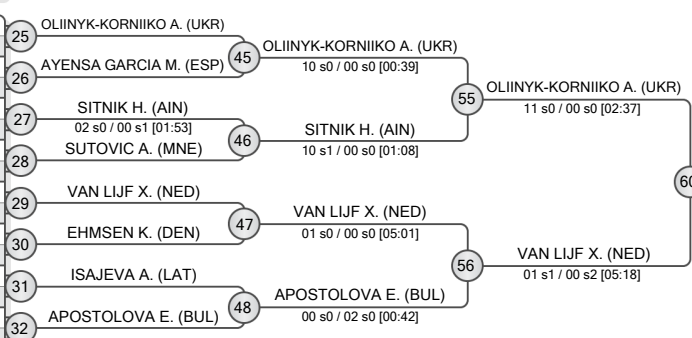 25
OLIINYK-KORNIIKO A. (UKR)
26
AYENSA GARCIA M. (ESP)
27
SITNIK H. (AIN)
02 s0 / 00 s1 [01:53]
28
SUTOVIC A. (MNE)
29
VAN LIJF X. (NED)
30
EHMSEN K. (DEN)
31
ISAJEVA A. (LAT)
32
APOSTOLOVA E. (BUL)
45
OLIINYK-KORNIIKO A. (UKR)
10 s0 / 00 s0 [00:39]
46
SITNIK H. (AIN)
10 s1 / 00 s0 [01:08]
47
VAN LIJF X. (NED)
01 s0 / 00 s0 [05:01]
48
APOSTOLOVA E. (BUL)
00 s0 / 02 s0 [00:42]
55
OLIINYK-KORNIIKO A. (UKR)
11 s0 / 00 s0 [02:37]
56
VAN LIJF X. (NED)
01 s1 / 00 s2 [05:18]
60